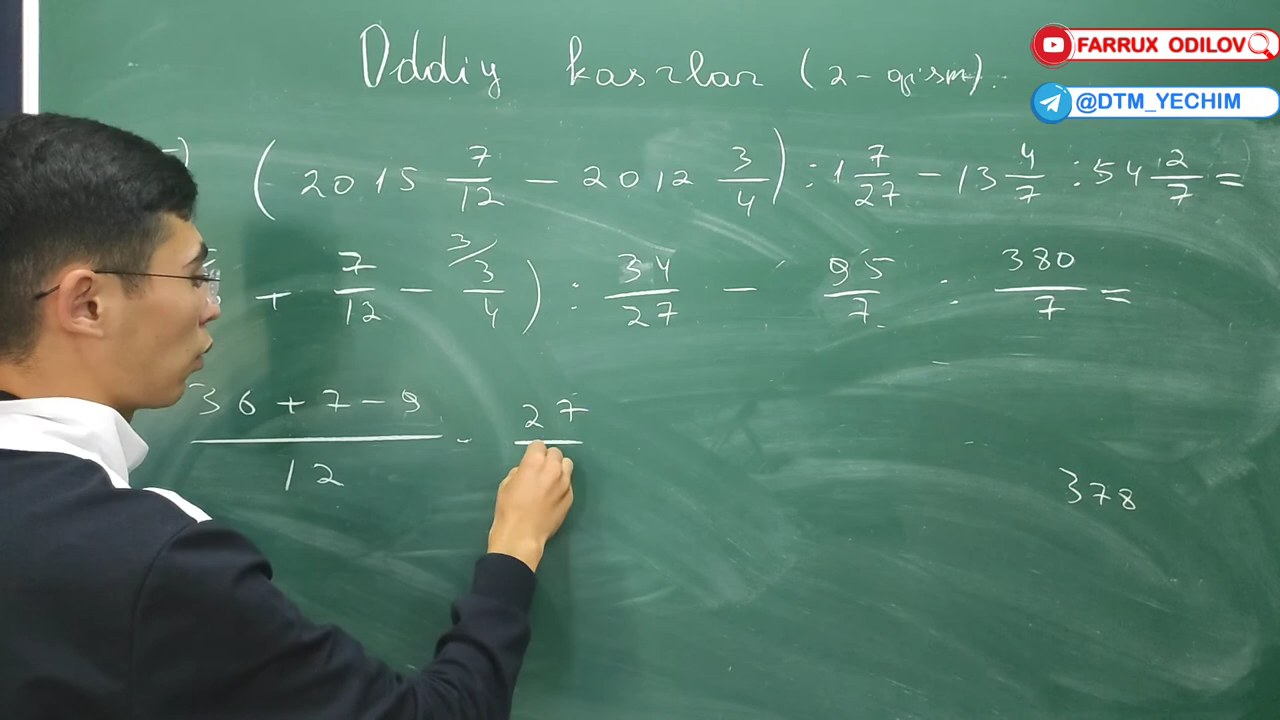 FARRUX ODILOV
@DTM_YECHIM
Oddiy kasrlar (2-qism).
) (2015 7/12 - 2012 3/4) : 1 7/27 - 13 4/7 : 54 2/7 =
+ 7/12 - 3/ 3/4) : 34/27 - 95/7 : 380/7 =
36+7-9/12 · 27
378